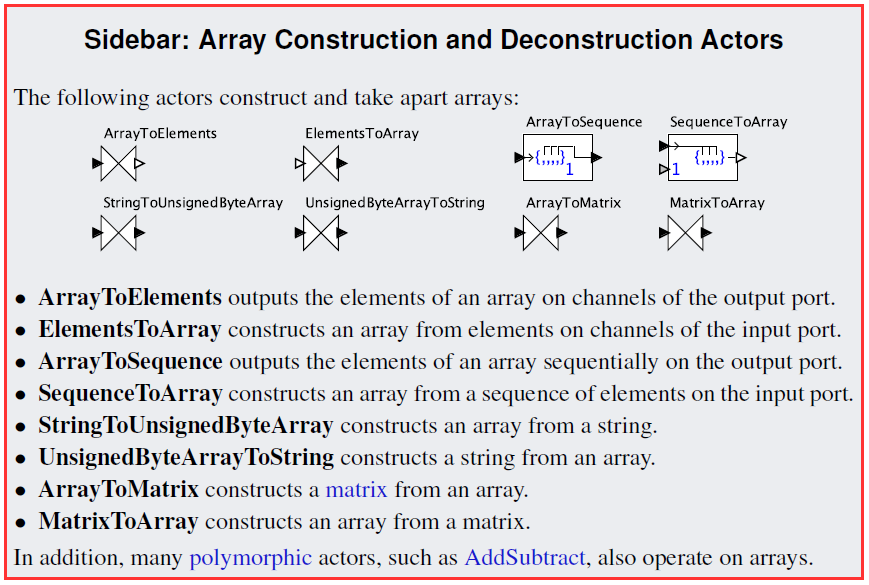 Sidebar: Array Construction and Deconstruction Actors
The following actors construct and take apart arrays:
ArrayToElements ElementsToArray ArrayToSequence SequenceToArray
{,,,,} 1 1 {,,,,}
StringToUnsignedByteArray UnsignedByteArrayToString ArrayToMatrix MatrixToArray
• ArrayToElements outputs the elements of an array on channels of the output port.
• ElementsToArray constructs an array from elements on channels of the input port.
• ArrayToSequence outputs the elements of an array sequentially on the output port.
• SequenceToArray constructs an array from a sequence of elements on the input port.
• StringToUnsignedByteArray constructs an array from a string.
• UnsignedByteArrayToString constructs a string from an array.
• ArrayToMatrix constructs a matrix from an array.
• MatrixToArray constructs an array from a matrix.
In addition, many polymorphic actors, such as AddSubtract, also operate on arrays.